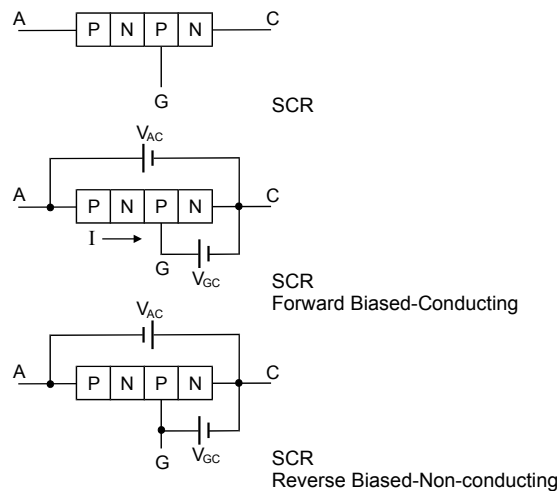 A C
P N P N
G
SCR
VAC
A C
P N P N
I
G
VGC
SCR
Forward Biased-Conducting
VAC
A C
P N P N
G
VGC
SCR
Reverse Biased-Non-conducting